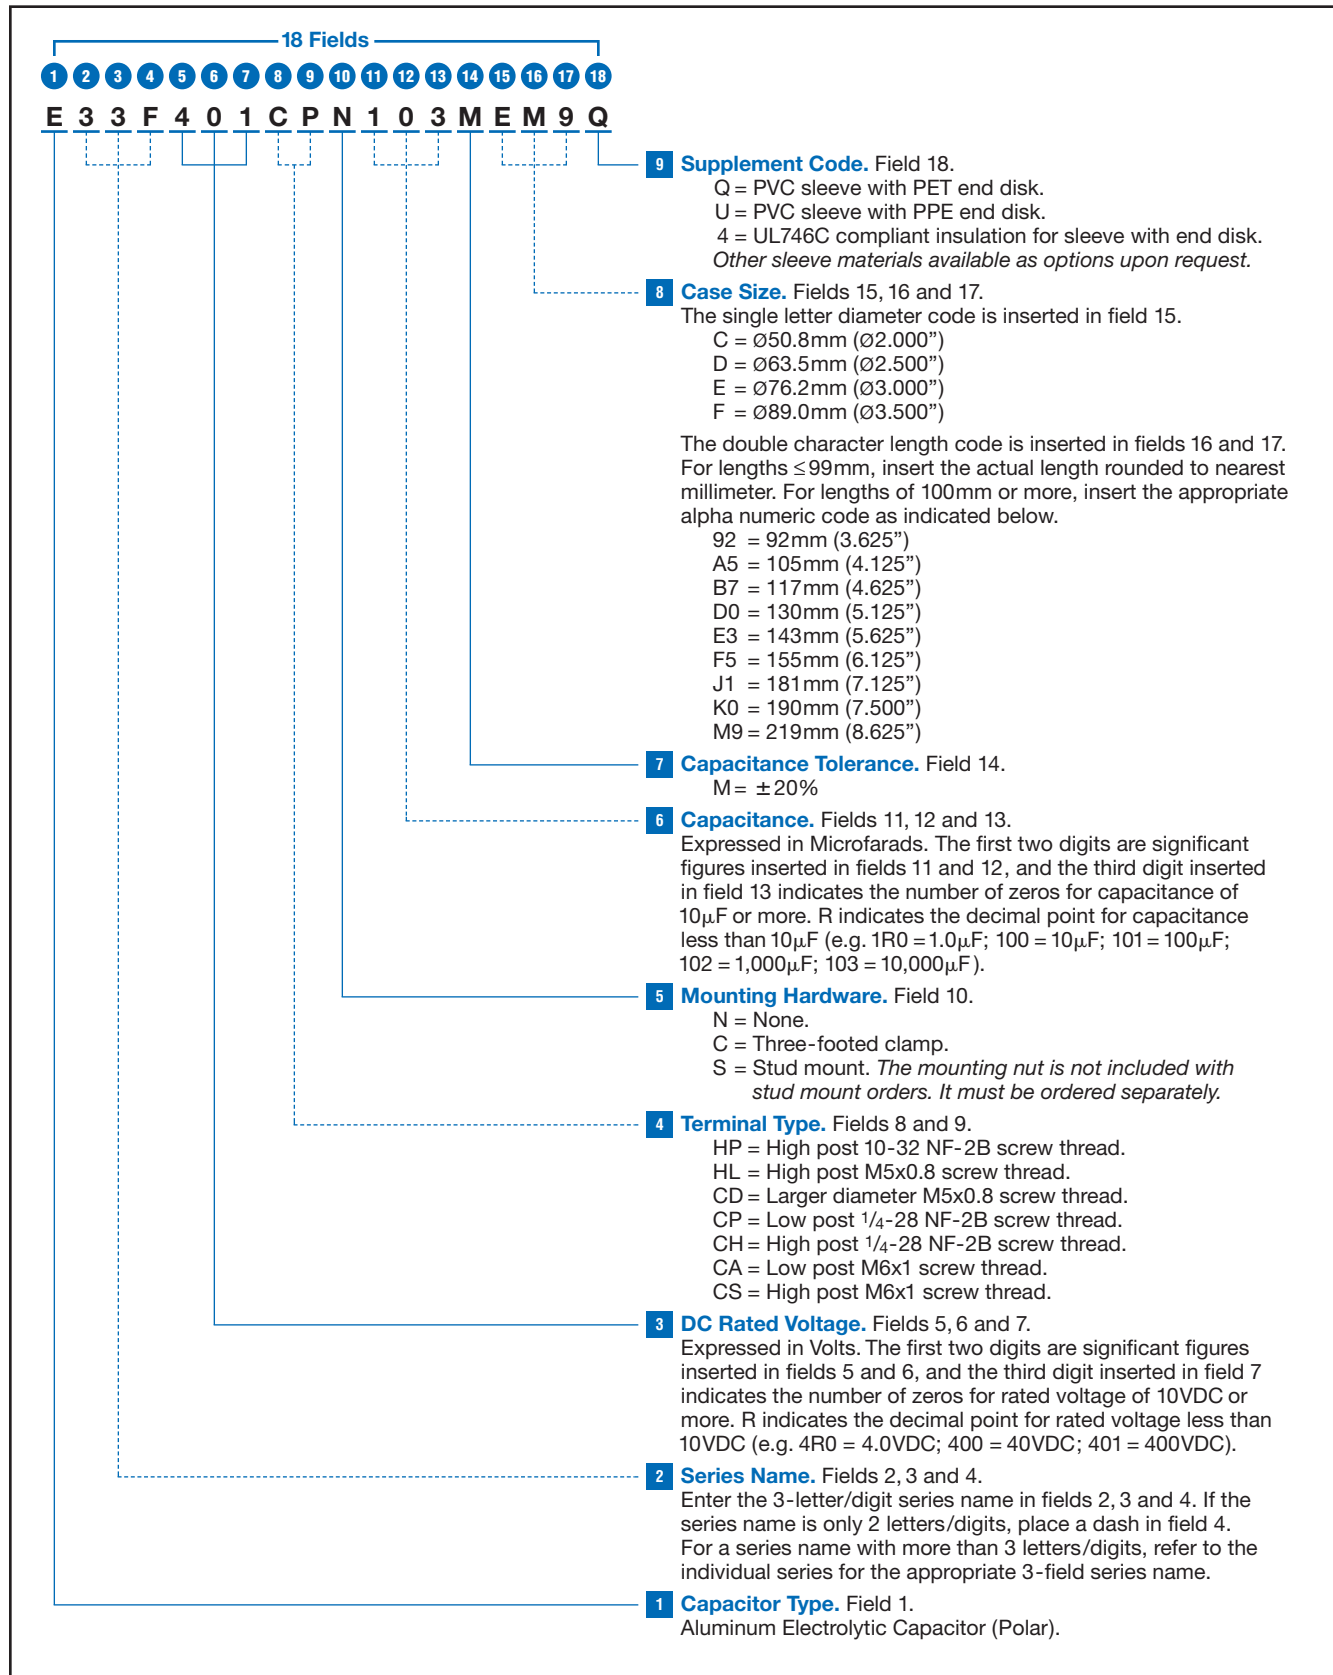 18 Fields
1 2 3 4 5 6 7 8 9 10 11 12 13 14 15 16 17 18
E 3 3 F 4 0 1 C P N 1 0 3 M E M 9 Q
9 Supplement Code. Field 18.
Q = PVC sleeve with PET end disk.
U = PVC sleeve with PPE end disk.
4 = UL746C compliant insulation for sleeve with end disk.
Other sleeve materials available as options upon request.
8 Case Size. Fields 15, 16 and 17.
The single letter diameter code is inserted in field 15.
C = Ø50.8mm (Ø2.000”)
D = Ø63.5mm (Ø2.500”)
E = Ø76.2mm (Ø3.000”)
F = Ø89.0mm (Ø3.500”)
The double character length code is inserted in fields 16 and 17.
For lengths ≤99mm, insert the actual length rounded to nearest
millimeter. For lengths of 100mm or more, insert the appropriate
alpha numeric code as indicated below.
92 = 92mm (3.625”)
A5 = 105mm (4.125”)
B7 = 117mm (4.625”)
D0 = 130mm (5.125”)
E3 = 143mm (5.625”)
F5 = 155mm (6.125”)
J1 = 181mm (7.125”)
K0 = 190mm (7.500”)
M9 = 219mm (8.625”)
7 Capacitance Tolerance. Field 14.
M = ±20%
6 Capacitance. Fields 11, 12 and 13.
Expressed in Microfarads. The first two digits are significant
figures inserted in fields 11 and 12, and the third digit inserted
in field 13 indicates the number of zeros for capacitance of
10µF or more. R indicates the decimal point for capacitance
less than 10µF (e.g. 1R0 = 1.0µF; 100 = 10µF; 101 = 100µF;
102 = 1,000µF; 103 = 10,000µF).
5 Mounting Hardware. Field 10.
N = None.
C = Three-footed clamp.
S = Stud mount. The mounting nut is not included with
stud mount orders. It must be ordered separately.
4 Terminal Type. Fields 8 and 9.
HP = High post 10-32 NF-2B screw thread.
HL = High post M5x0.8 screw thread.
CD = Larger diameter M5x0.8 screw thread.
CP = Low post 1/4-28 NF-2B screw thread.
CH = High post 1/4-28 NF-2B screw thread.
CA = Low post M6x1 screw thread.
CS = High post M6x1 screw thread.
3 DC Rated Voltage. Fields 5, 6 and 7.
Expressed in Volts. The first two digits are significant figures
inserted in fields 5 and 6, and the third digit inserted in field 7
indicates the number of zeros for rated voltage of 10VDC or
more. R indicates the decimal point for rated voltage less than
10VDC (e.g. 4R0 = 4.0VDC; 400 = 40VDC; 401 = 400VDC).
2 Series Name. Fields 2, 3 and 4.
Enter the 3-letter/digit series name in fields 2, 3 and 4. If the
series name is only 2 letters/digits, place a dash in field 4.
For a series name with more than 3 letters/digits, refer to the
individual series for the appropriate 3-field series name.
1 Capacitor Type. Field 1.
Aluminum Electrolytic Capacitor (Polar).